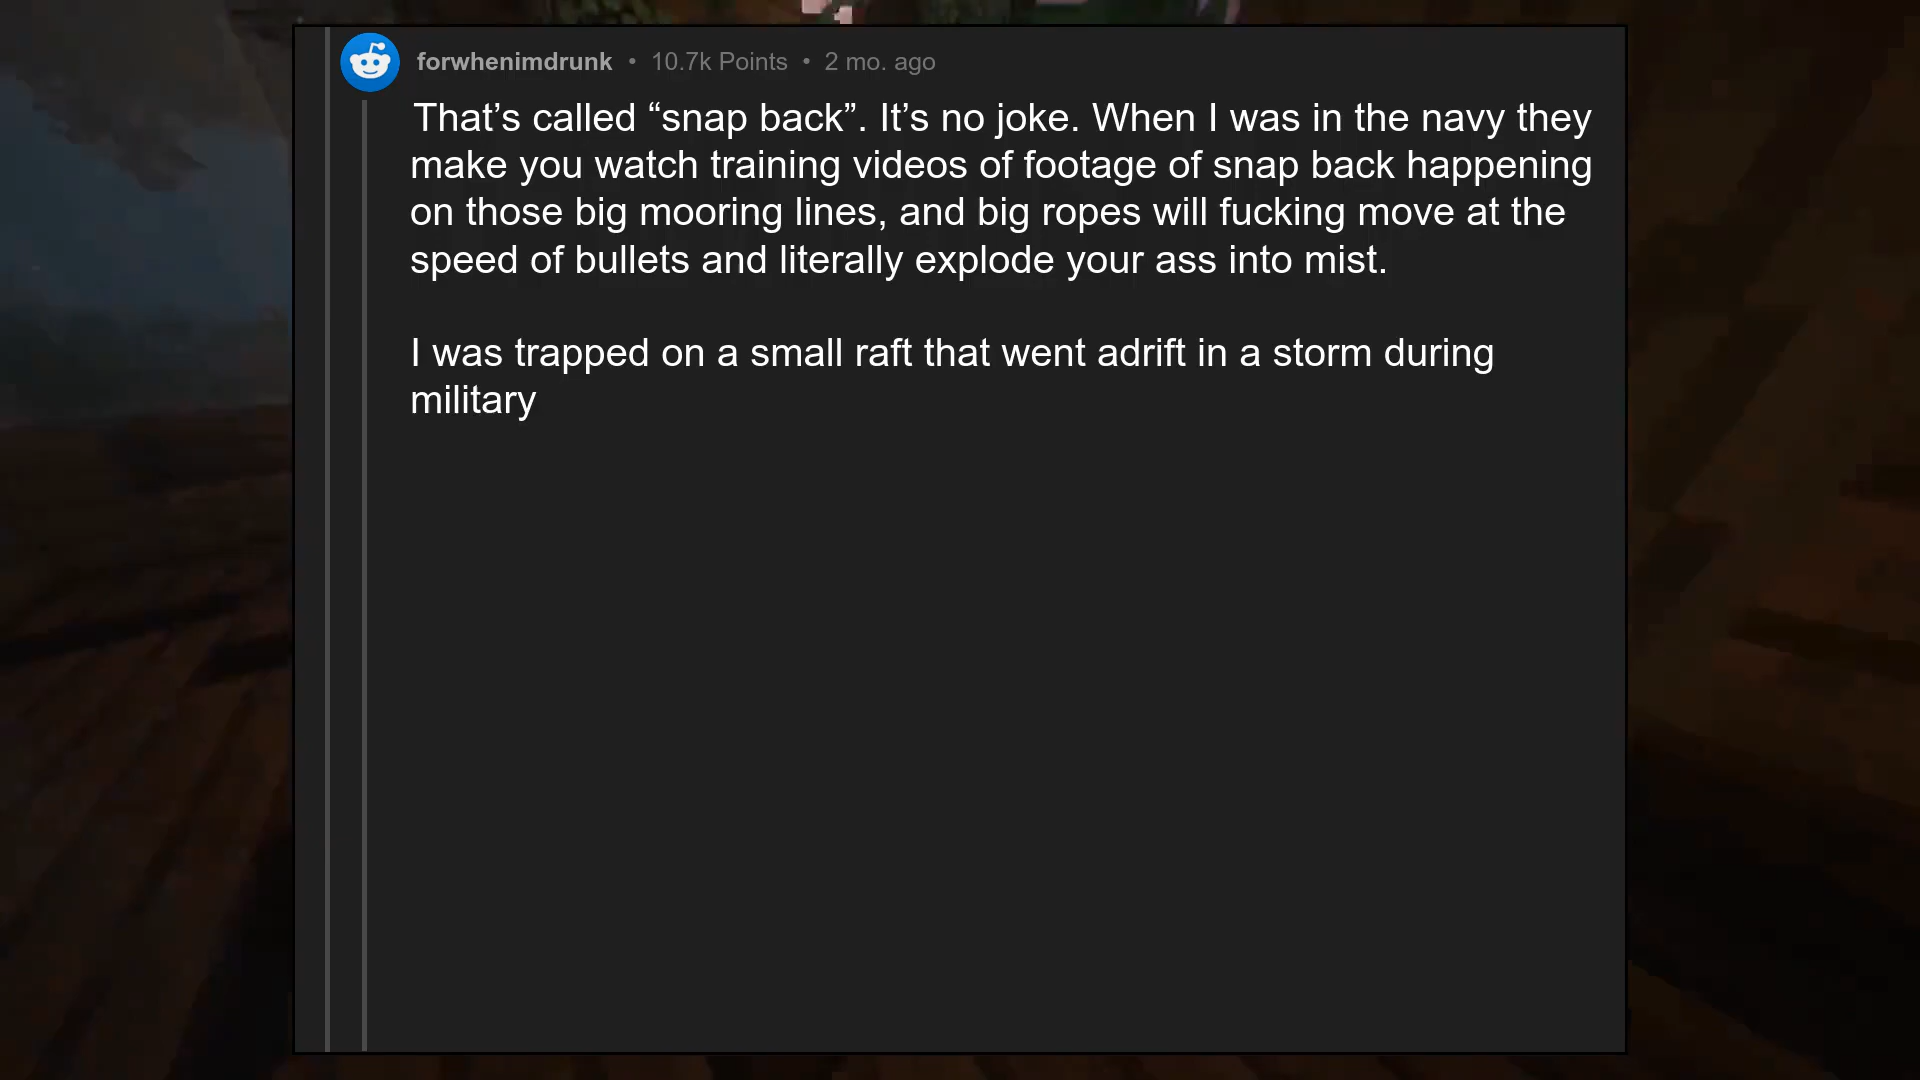 forwhenimdrunk • 10.7k Points • 2 mo. ago
That’s called “snap back”. It’s no joke. When I was in the navy they
make you watch training videos of footage of snap back happening
on those big mooring lines, and big ropes will fucking move at the
speed of bullets and literally explode your ass into mist.
I was trapped on a small raft that went adrift in a storm during
military